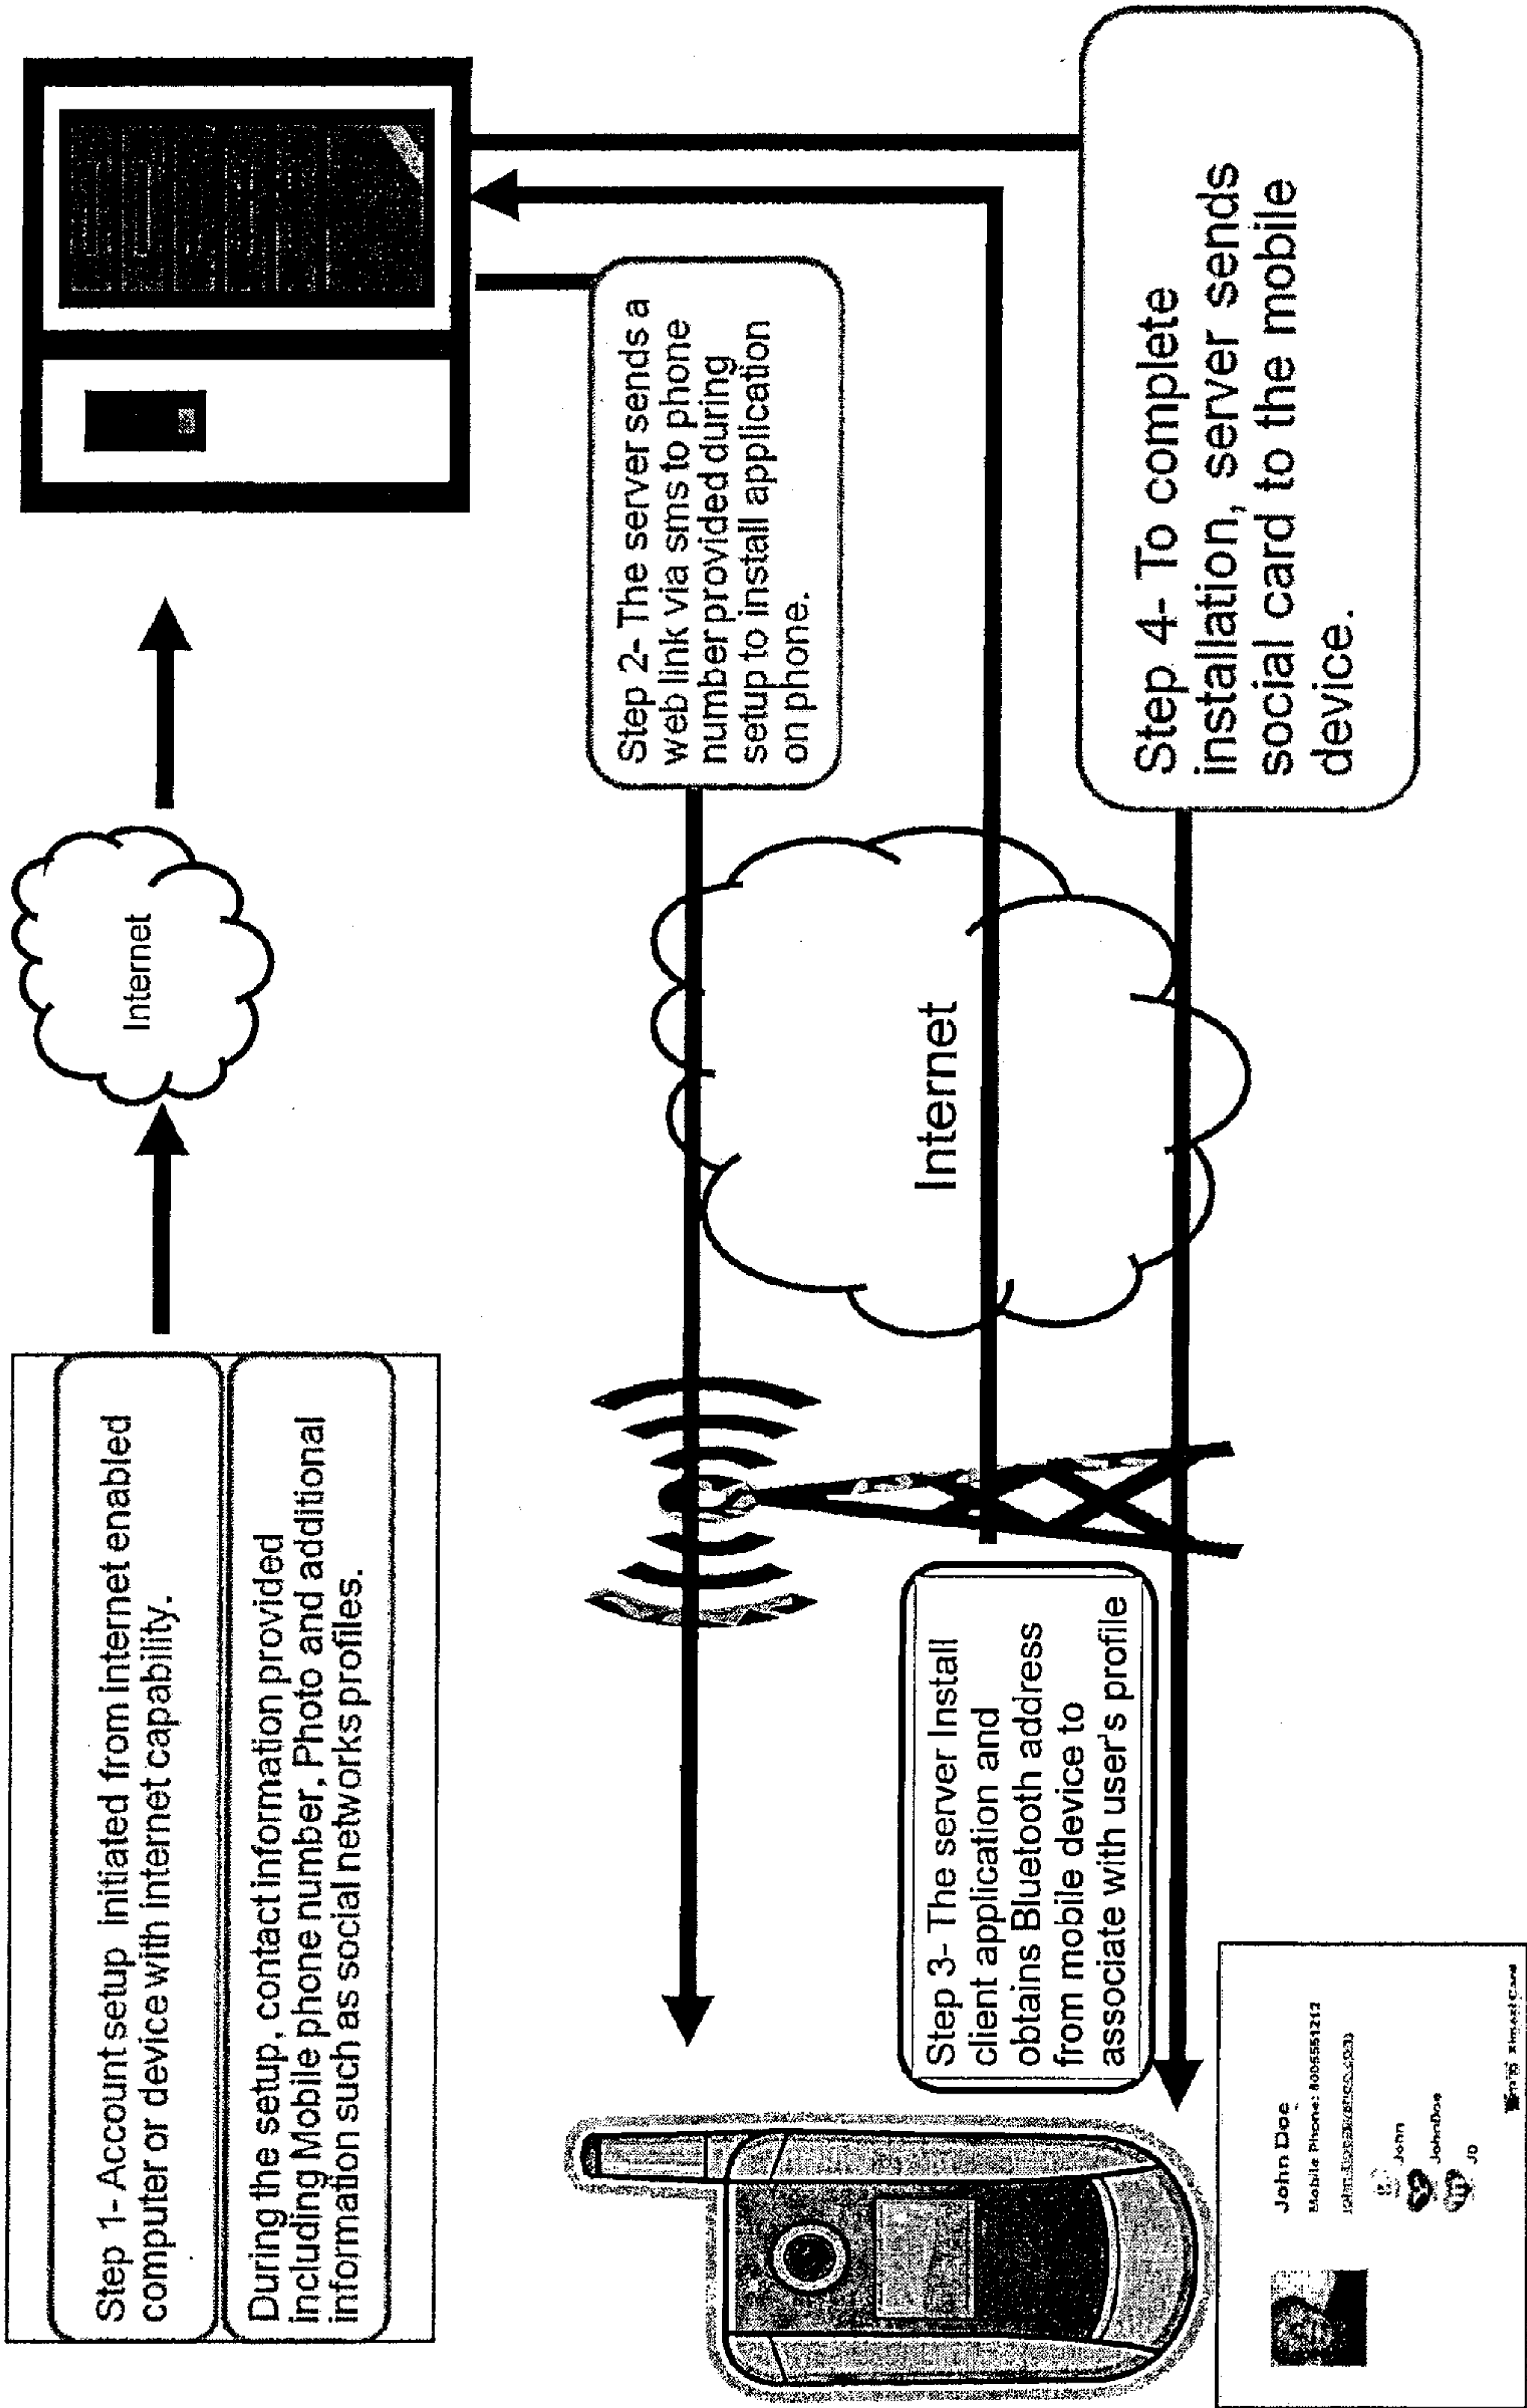 Step 1- Account setup initiated from internet enabled
computer or device with internet capability.
During the setup, contact information provided
Including Mobile phone number, Photo and additional
information such as social networks profiles.
Internet
Step 2- The server sends a
web link via sms to phone
number provided during
setup to install application
on phone.
Internet
Step 3- The server Install
client application and
obtains Bluetooth address
from mobile device to
associate with user's profile
Step 4- To complete
installation, server sends
social card to the mobile
device.
John Doe
Mobile Phone: 8005551212
John
JohnDoe
JD
Card